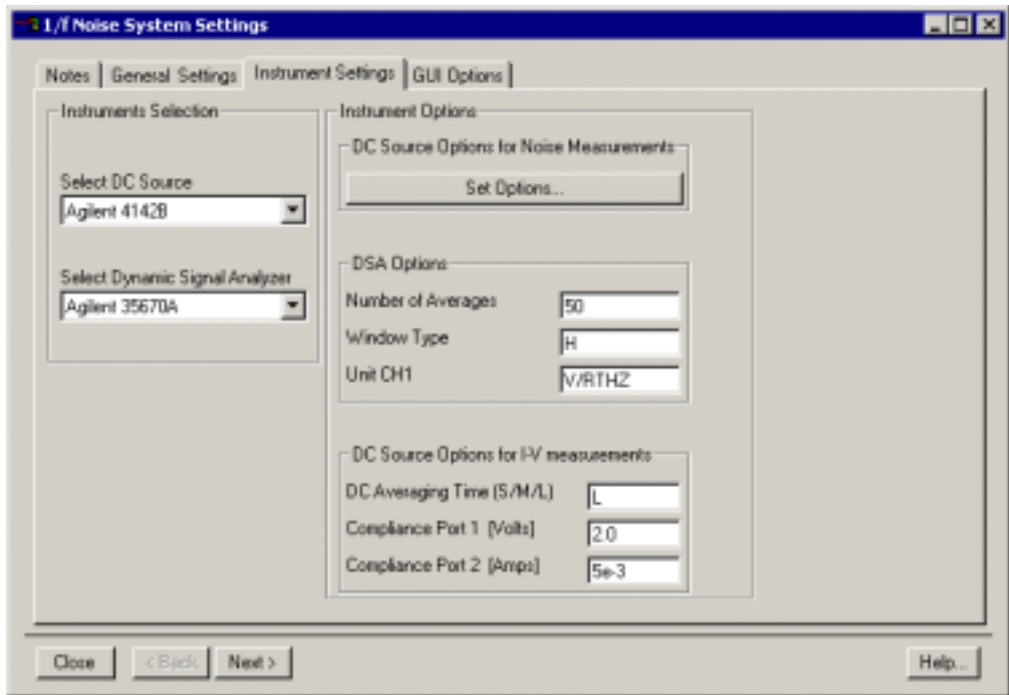 1/f Noise System Settings
Notes
General Settings
Instrument Settings
GUI Options
Instruments Selection
Select DC Source
Agilent 4142B
Select Dynamic Signal Analyzer
Agilent 35670A
Instrument Options
DC Source Options for Noise Measurements
Set Options...
DSA Options
Number of Averages 50
Window Type H
Unit CH1 V/RTHZ
DC Source Options for I-V measurements
DC Averaging Time (S/M/L) L
Compliance Port 1 [Volts] 2.0
Compliance Port 2 [Amps] 5e-3
Close
< Back
Next >
Help...